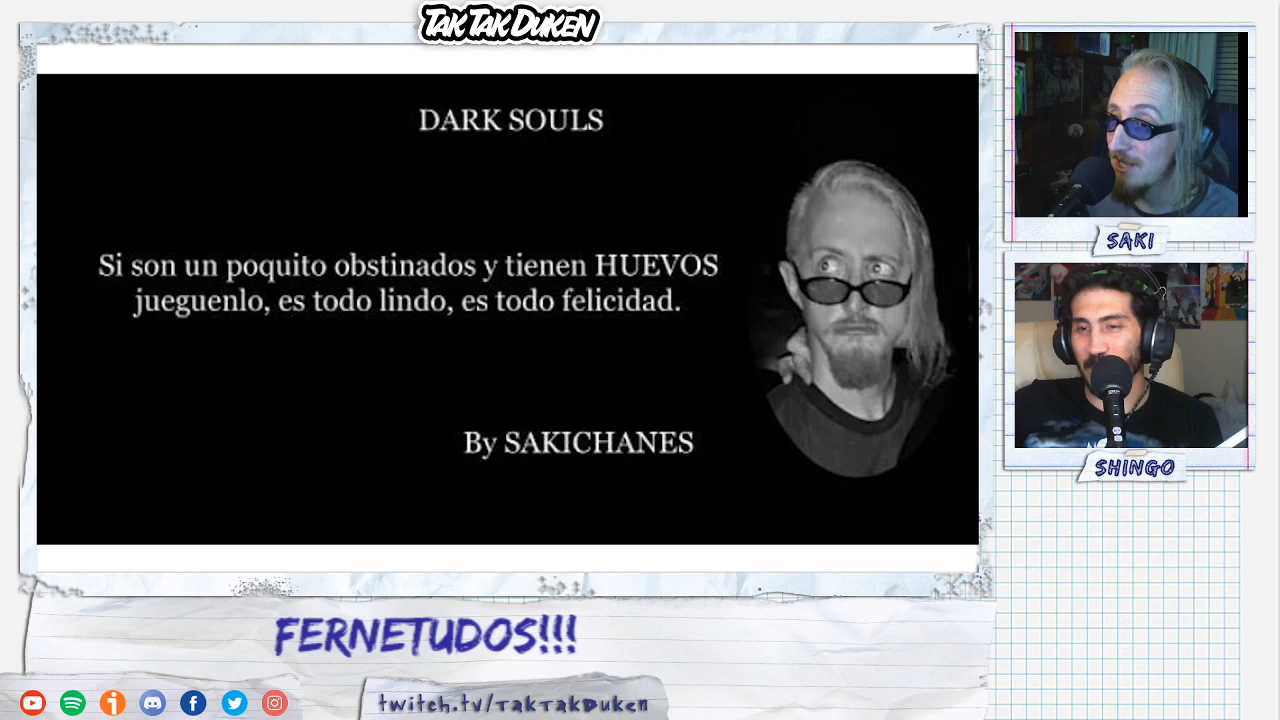 TAK TAK DUKEN
DARK SOULS
Si son un poquito obstinados y tienen HUEVOS
jueguenlo, es todo lindo, es todo felicidad.
By SAKICHANES
SAKI
SHINGO
FERNETUDOS!!!
twitch.tv/TAKTAKDUKEN